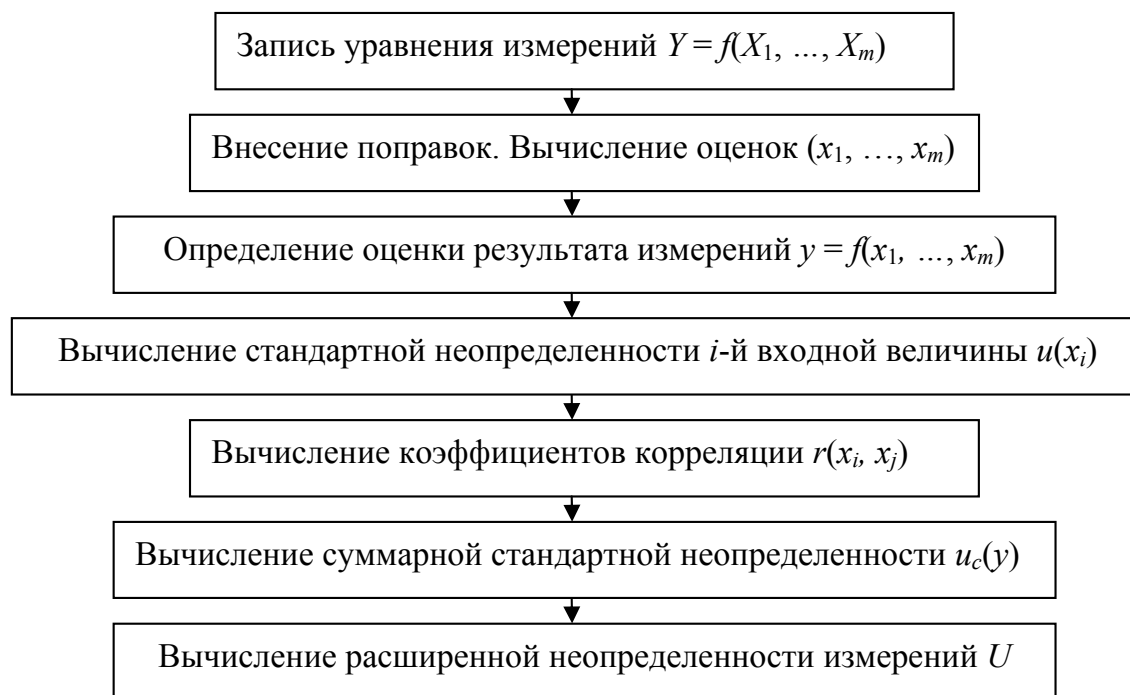 Запись уравнения измерений Y = f(X₁, ..., Xₘ)
Внесение поправок. Вычисление оценок (x₁, …, xₘ)
Определение оценки результата измерений y = f(x₁, ..., xₘ)
Вычисление стандартной неопределенности i-й входной величины u(xᵢ)
Вычисление коэффициентов корреляции r(xᵢ, xⱼ)
Вычисление суммарной стандартной неопределенности u_c(y)
Вычисление расширенной неопределенности измерений U